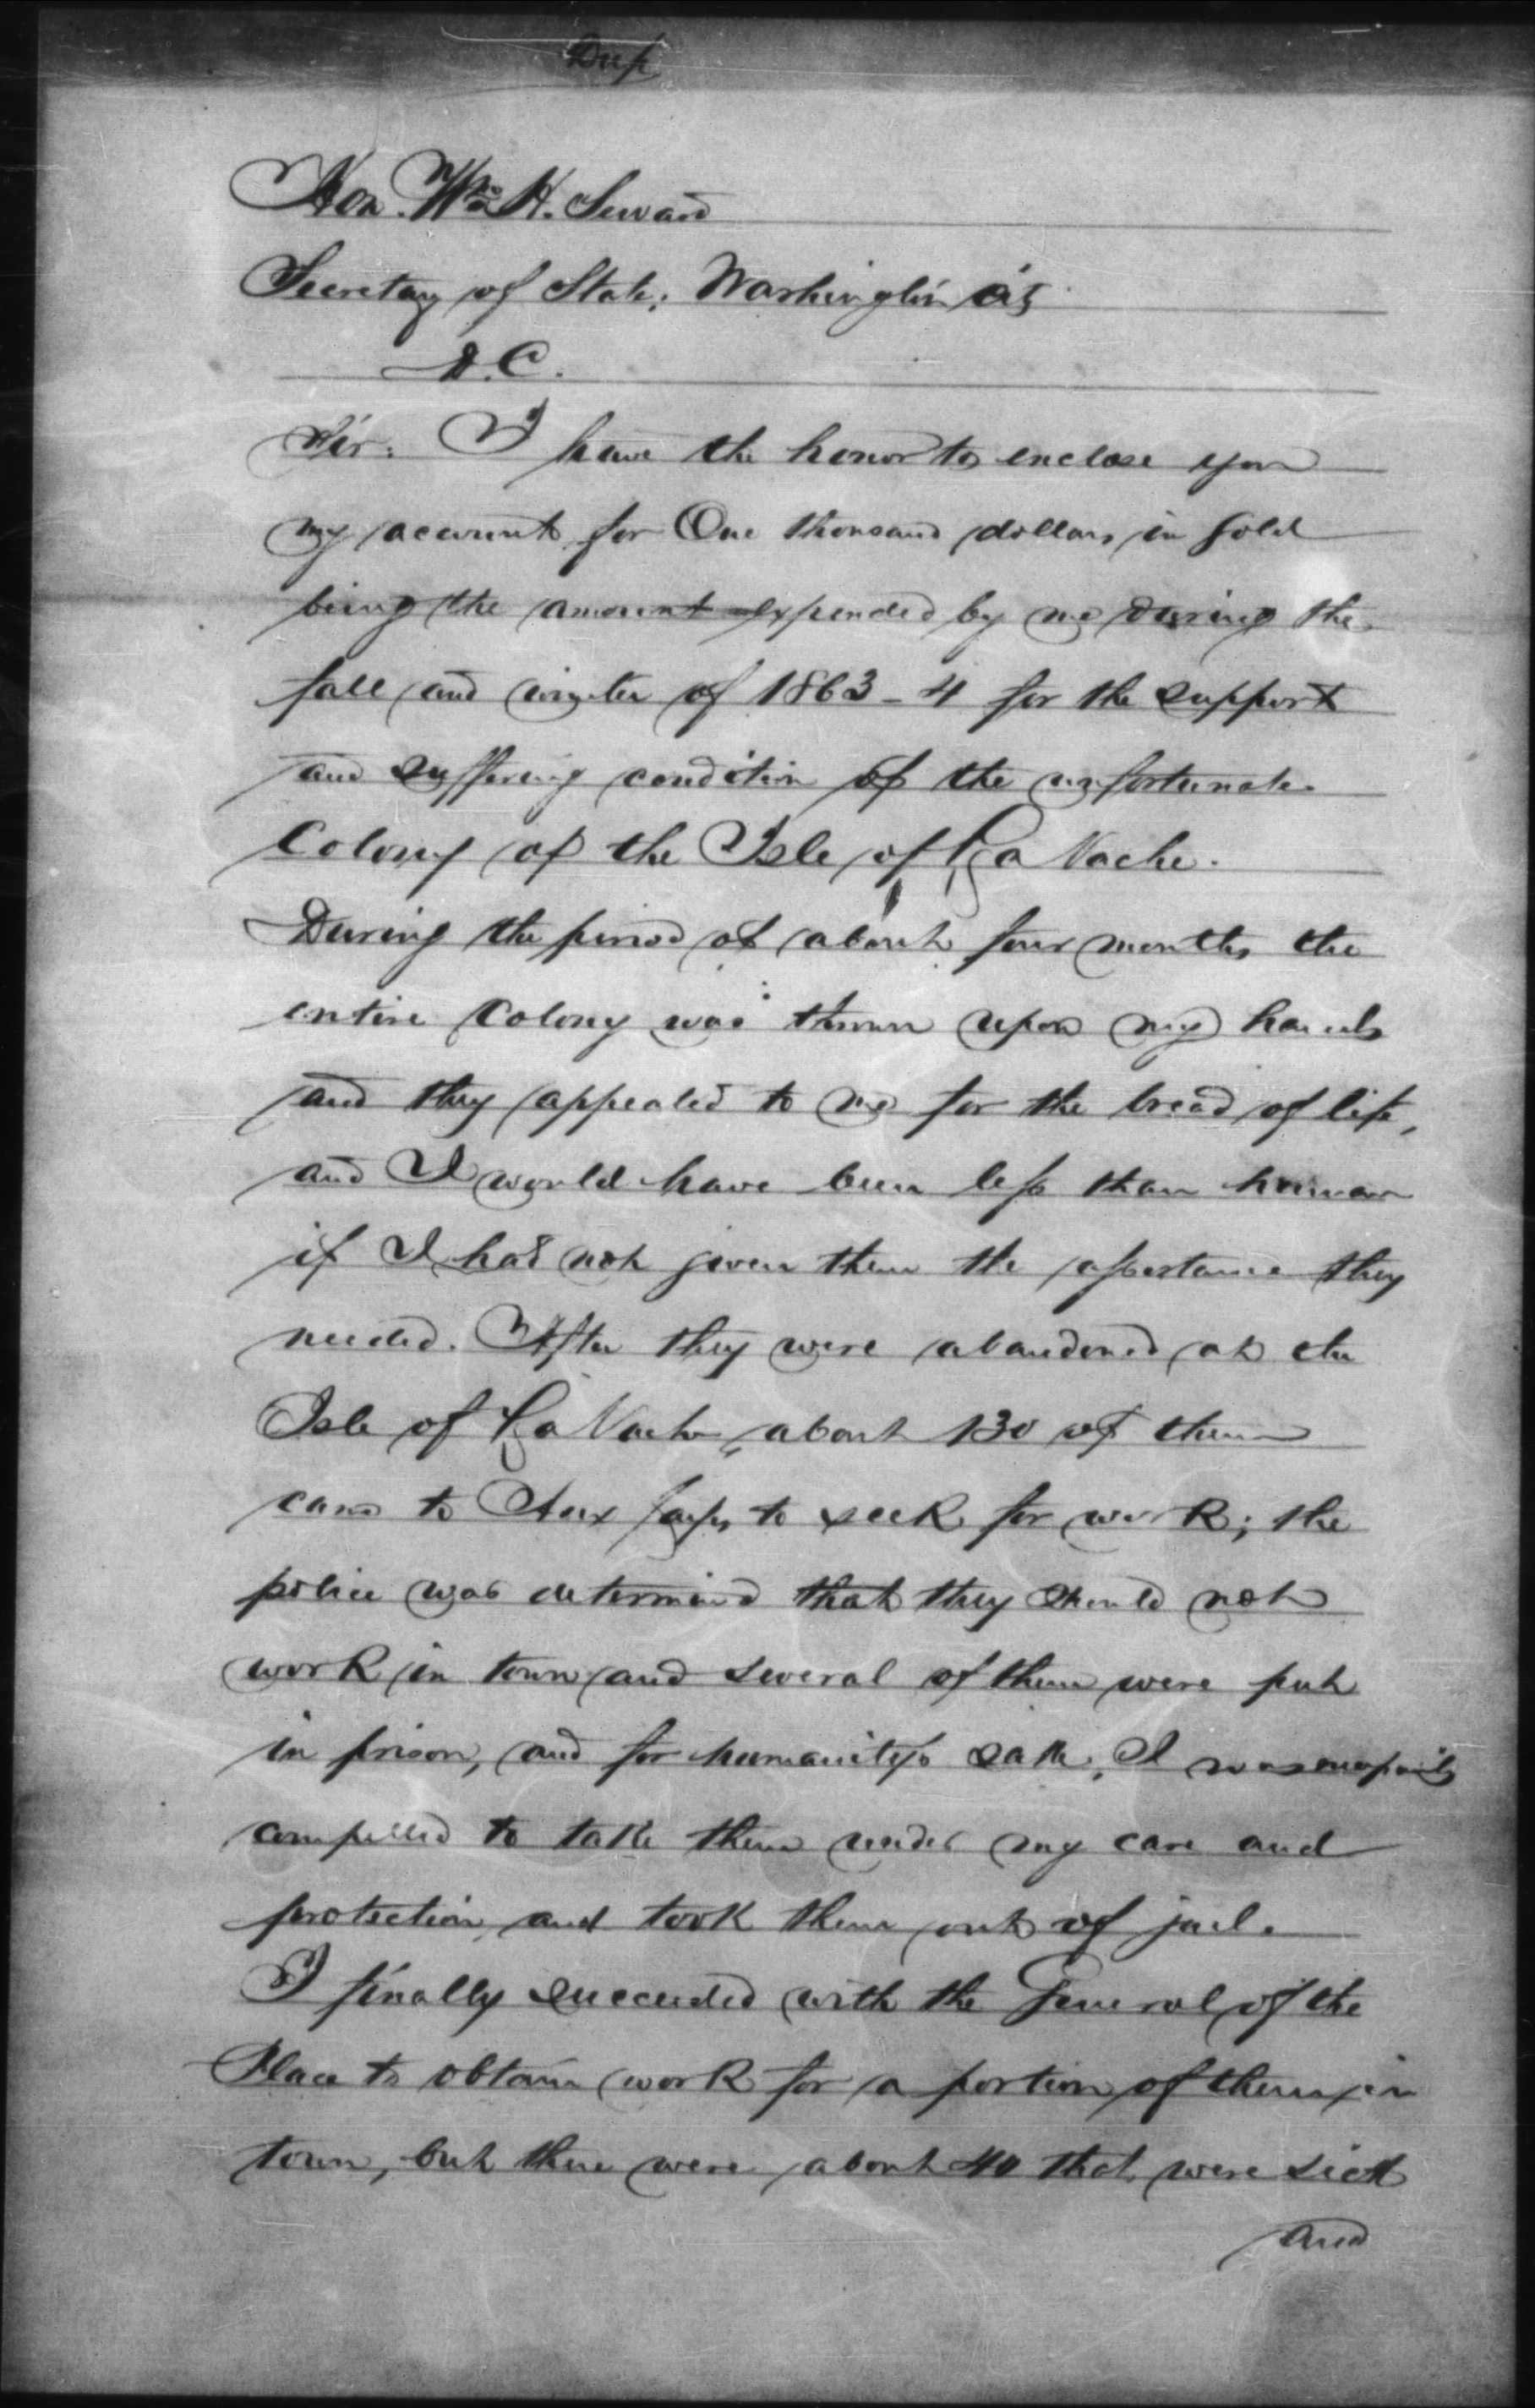 Dup
Hon. Wm H. Seward
Secretary of State, Washington City
D.C.
Sir: I have the honor to enclose you
my account for One thousand dollars in gold
being the amount expended by me during the
fall and winter of 1863-4 for the support
and suffering condition of the unfortunate
Colony of the Isle of La Vache.
During the period of about four months the
entire Colony was thrown upon my hands
and they appealed to me for the bread of life,
and I would have been less than human
if I had not given them the assistance they
needed. After they were abandoned at the
Isle of La Vache, about 130 of them
came to Aux Cayes to seek for work; the
police was determined that they should not
work in town and several of them were put
in prison, and for humanity's sake, I was
compelled to take them under my care and
protection and took them out of jail.
I finally succeeded with the General of the
Place to obtain work for a portion of them in
town, but there were about 40 that were sick
and